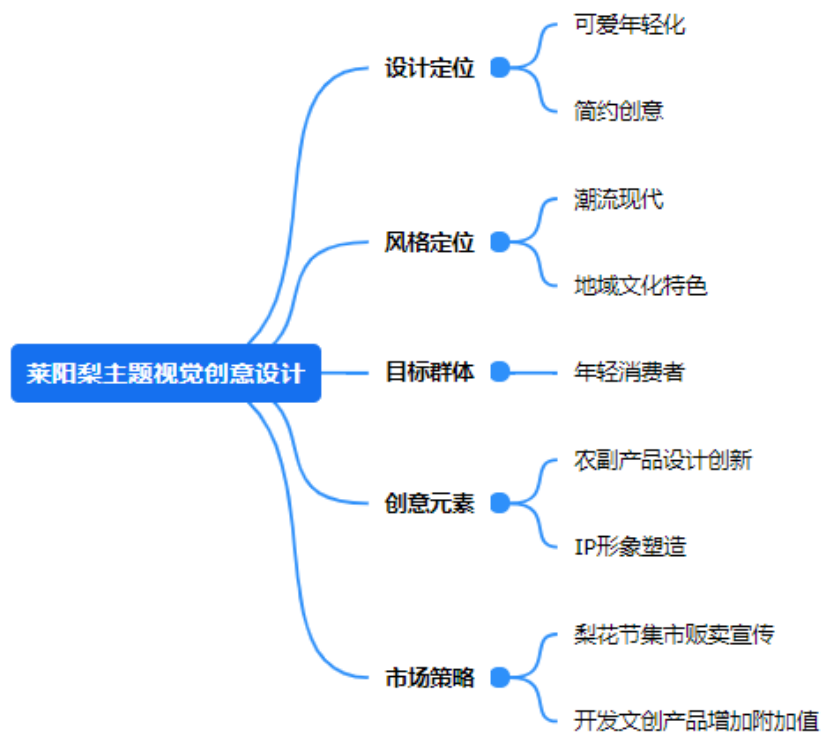 可爱年轻化
设计定位
简约创意
潮流现代
风格定位
地域文化特色
莱阳梨主题视觉创意设计
目标群体
年轻消费者
农副产品设计创新
创意元素
IP形象塑造
梨花节集市贩卖宣传
市场策略
开发文创产品增加附加值